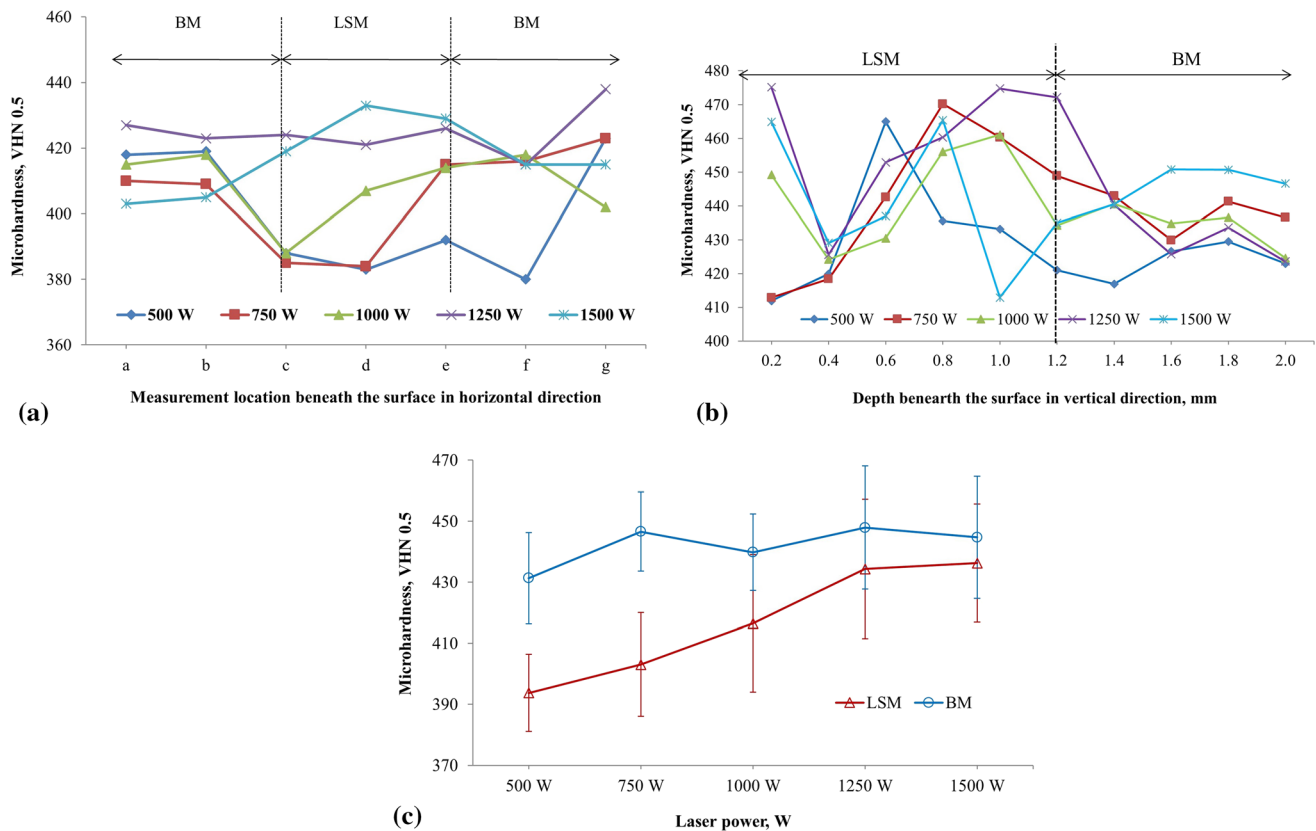 460
440
420
400
380
360
Microhardness, VHN 0.5
BM
LSM
BM
500 W
750 W
1000 W
1250 W
1500 W
a
b
c
d
e
f
g
Measurement location beneath the surface in horizontal direction
(a)
480
470
460
450
440
430
420
410
400
Microhardness, VHN 0.5
LSM
BM
500 W
750 W
1000 W
1250 W
1500 W
0.2
0.4
0.6
0.8
1.0
1.2
1.4
1.6
1.8
2.0
Depth benearth the surface in vertical direction, mm
(b)
470
450
430
410
390
370
Microhardness, VHN 0.5
LSM
BM
500 W
750 W
1000 W
1250 W
1500 W
Laser power, W
(c)